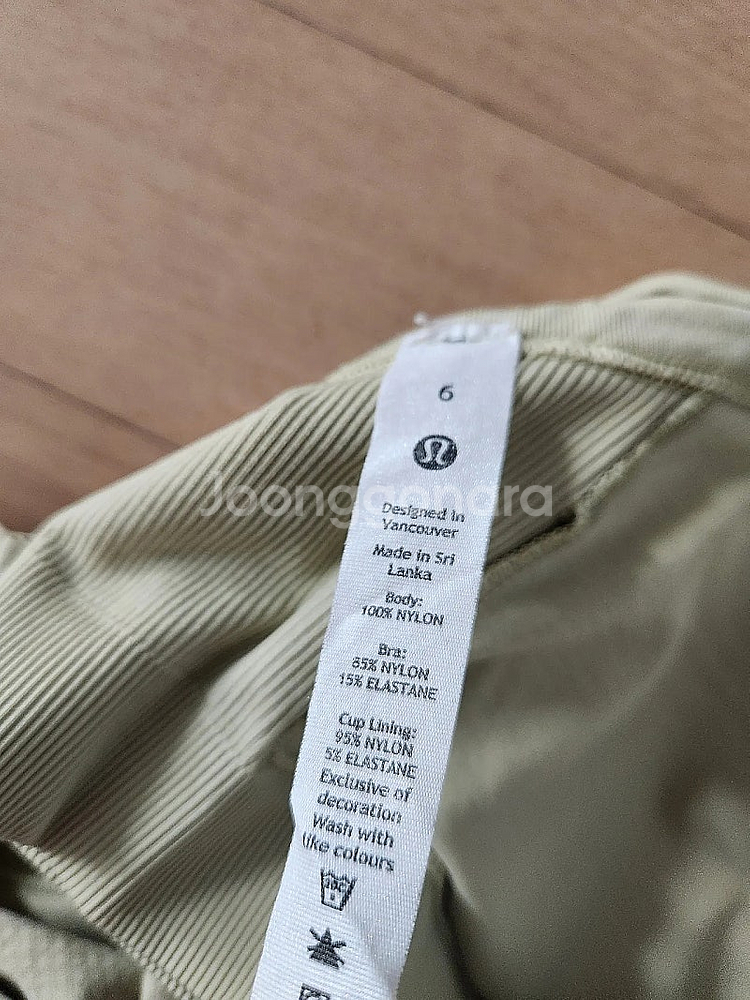 6
Joonggonara
Designed in
Vancouver
Made in Sri
Lanka
Body:
100% NYLON
Bra:
85% NYLON
15% ELASTANE
Cup Lining:
95% NYLON
5% ELASTANE
Exclusive of
decoration
Wash with
like colours